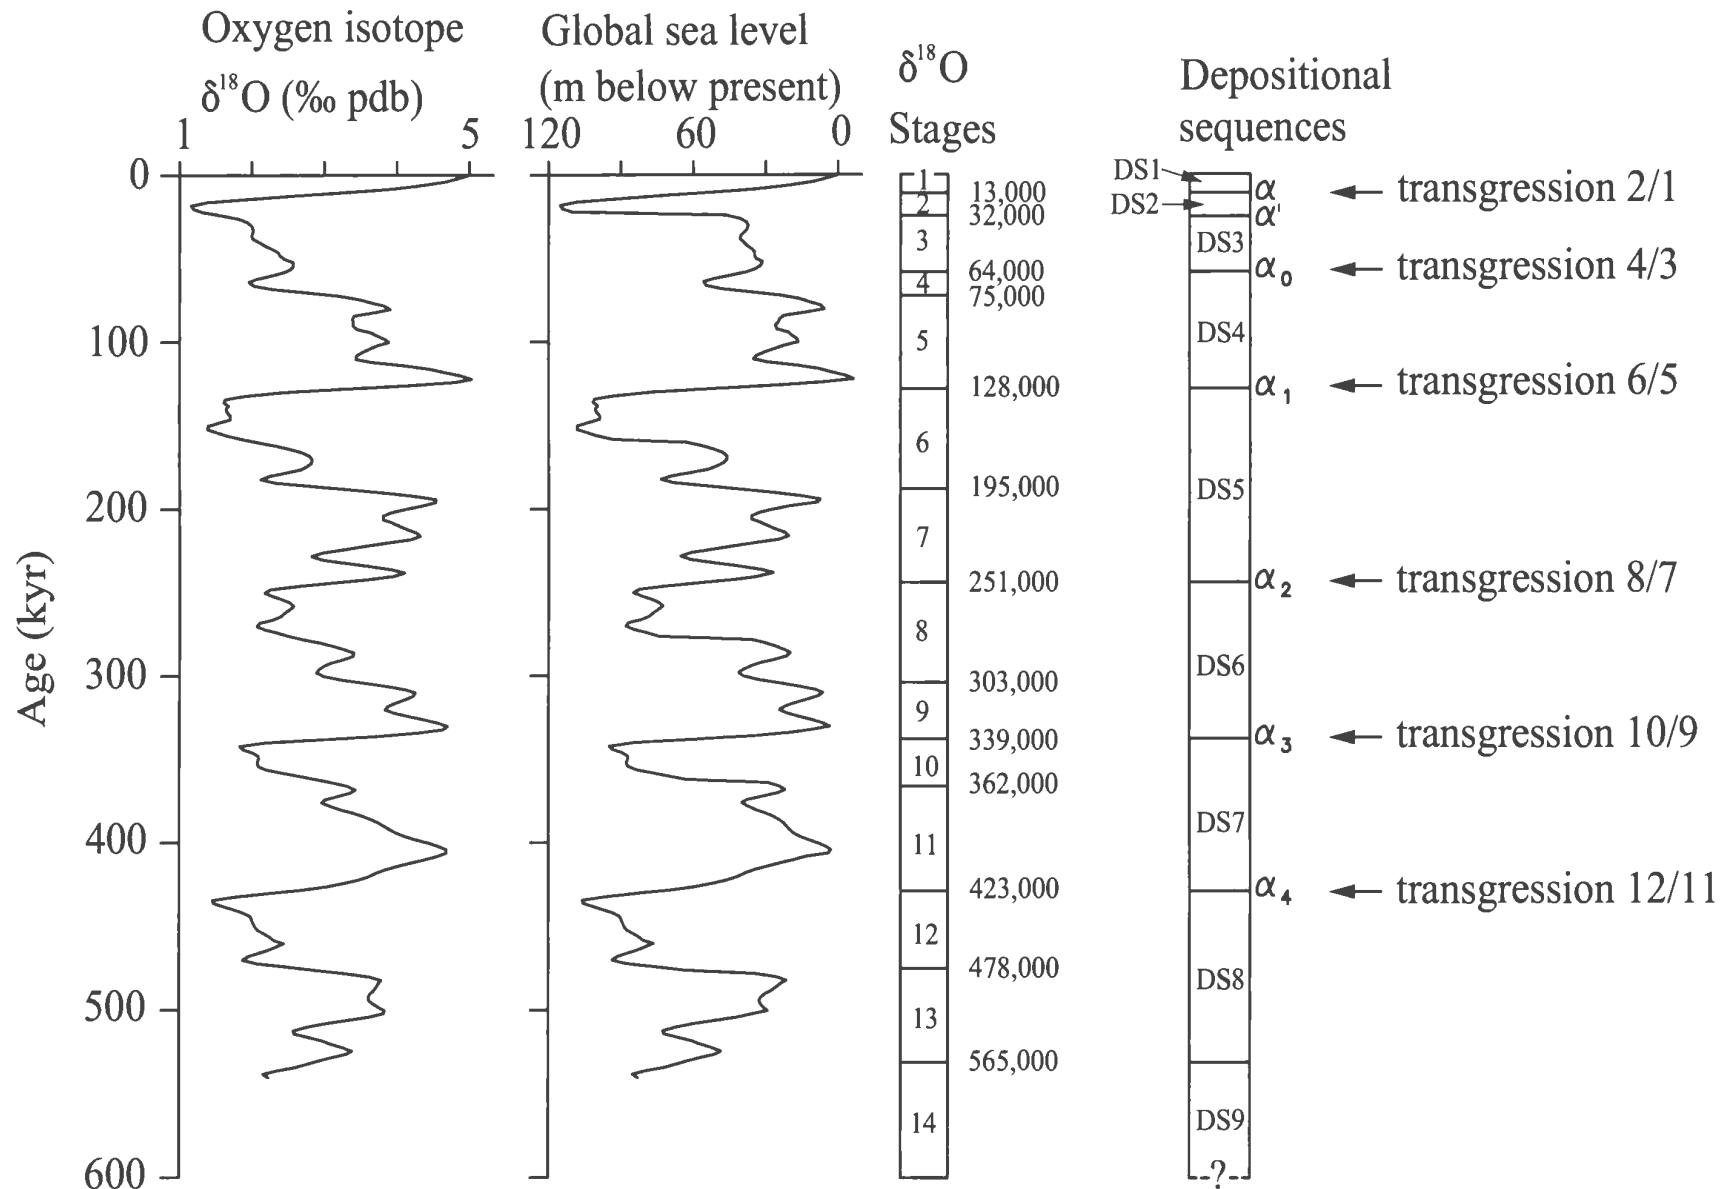 Oxygen isotope
δ¹⁸O (‰ pdb)
1 5
Global sea level
(m below present)
120 60 0
δ¹⁸O
Stages
Depositional
sequences
Age (kyr)
0
100
200
300
400
500
600
1
13,000
2
32,000
3
64,000
4
75,000
5
128,000
6
195,000
7
251,000
8
303,000
9
339,000
10
362,000
11
423,000
12
478,000
13
565,000
14
DS1
α transgression 2/1
DS2
α'
DS3
α₀ transgression 4/3
DS4
α₁ transgression 6/5
DS5
α₂ transgression 8/7
DS6
α₃ transgression 10/9
DS7
α₄ transgression 12/11
DS8
DS9
--?--